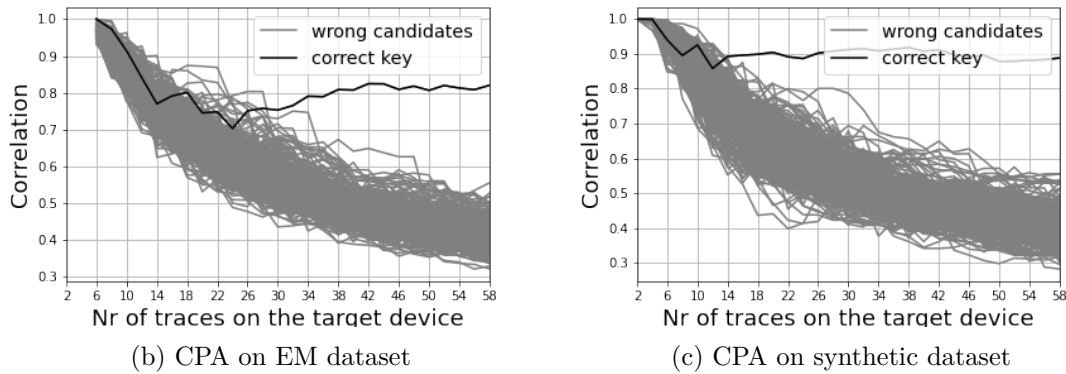 1.0
0.9
0.8
0.7
0.6
0.5
0.4
0.3
Correlation
wrong candidates
correct key
2 6 10 14 18 22 26 30 34 38 42 46 50 54 58
Nr of traces on the target device
(b) CPA on EM dataset
1.0
0.9
0.8
0.7
0.6
0.5
0.4
0.3
Correlation
wrong candidates
correct key
2 6 10 14 18 22 26 30 34 38 42 46 50 54 58
Nr of traces on the target device
(c) CPA on synthetic dataset